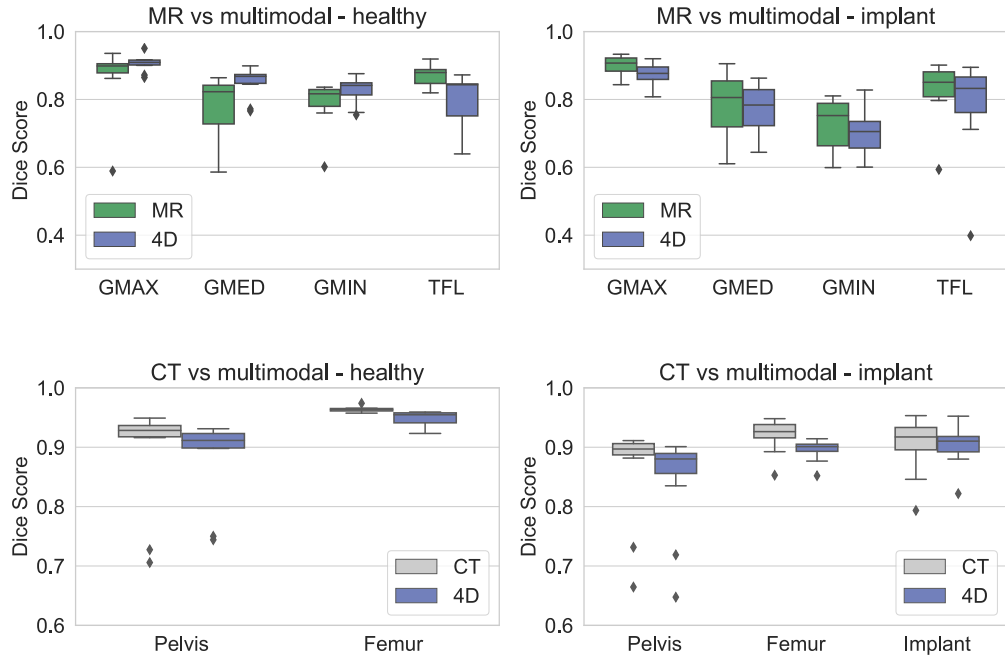 MR vs multimodal - healthy
1.0
0.8
0.6
0.4
Dice Score
MR
4D
GMAX GMED GMIN TFL
MR vs multimodal - implant
1.0
0.8
0.6
0.4
Dice Score
MR
4D
GMAX GMED GMIN TFL
CT vs multimodal - healthy
1.0
0.9
0.8
0.7
0.6
Dice Score
CT
4D
Pelvis Femur
CT vs multimodal - implant
1.0
0.9
0.8
0.7
0.6
Dice Score
CT
4D
Pelvis Femur Implant